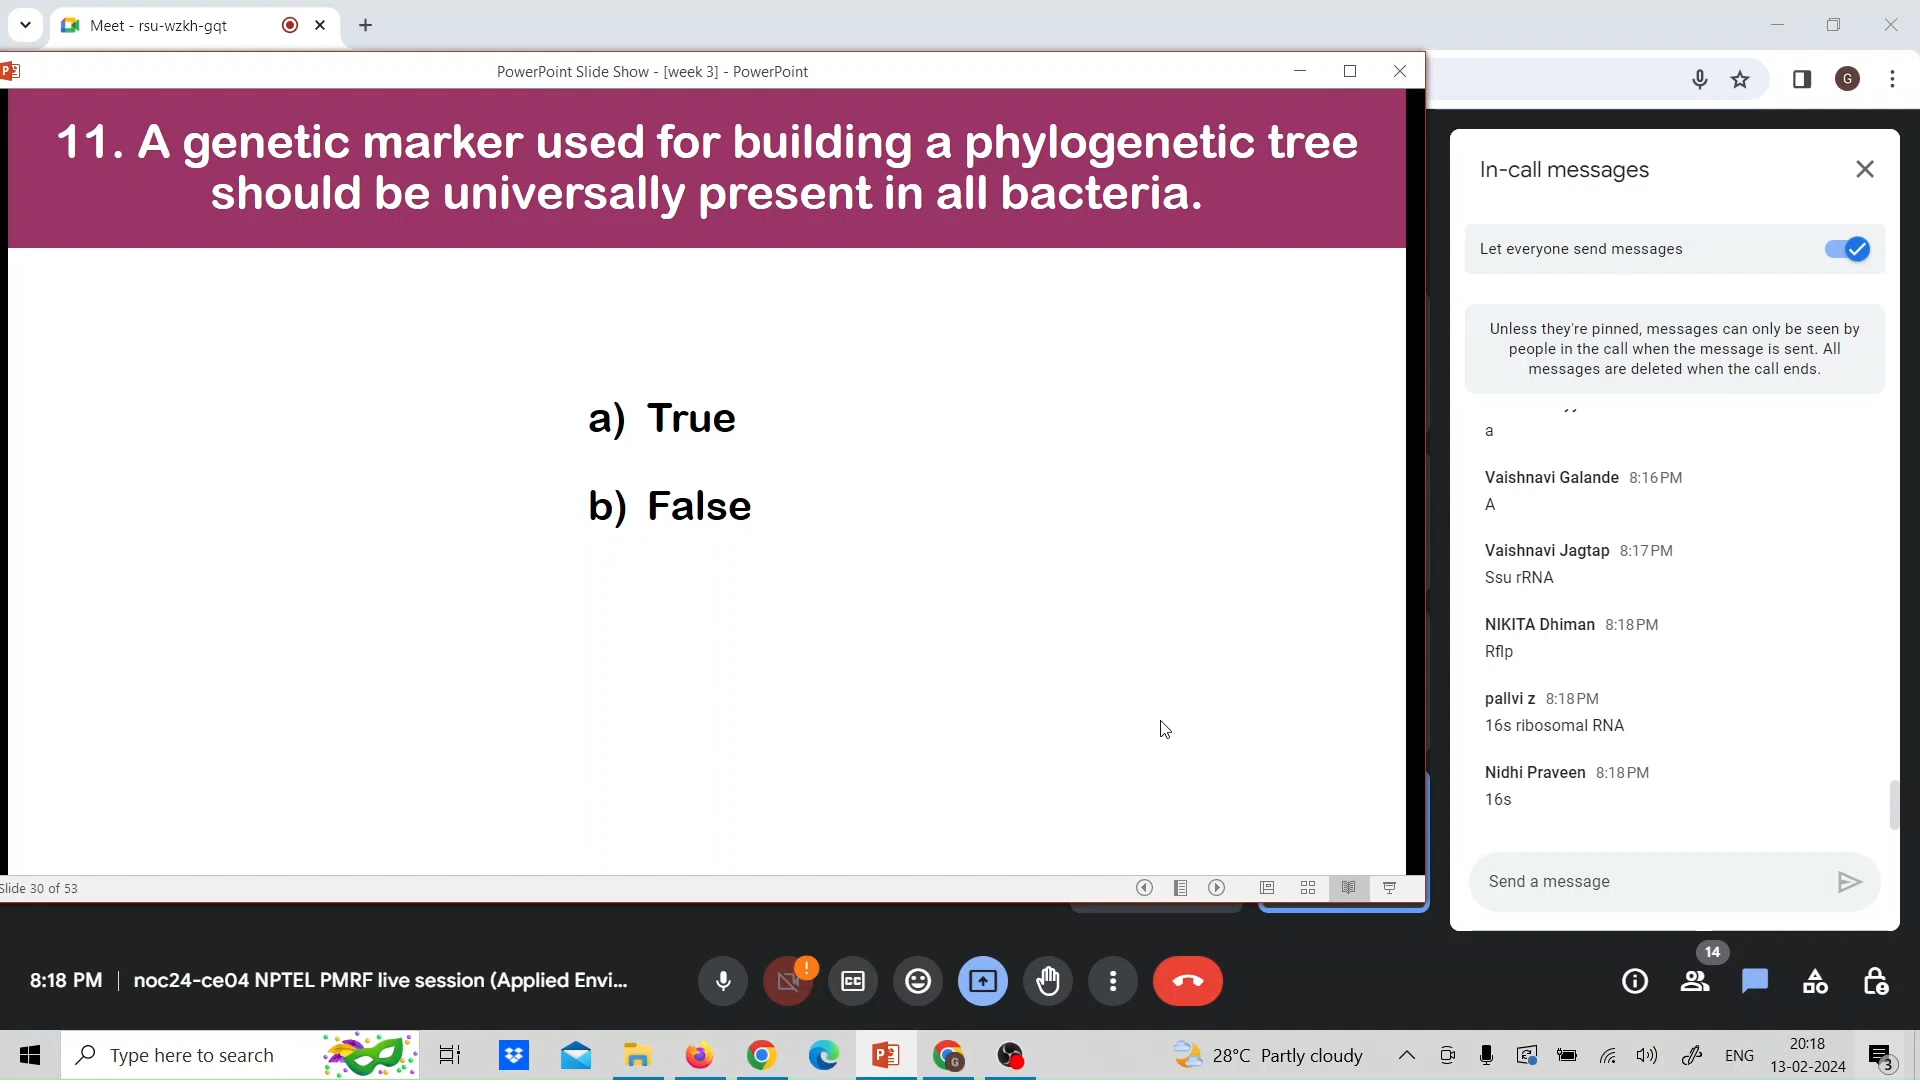 Meet - rsu-wzkh-gqt
PowerPoint Slide Show - [week 3] - PowerPoint
G
11. A genetic marker used for building a phylogenetic tree
should be universally present in all bacteria.
a) True
b) False
Slide 30 of 53
In-call messages
Let everyone send messages
Unless they're pinned, messages can only be seen by
people in the call when the message is sent. All
messages are deleted when the call ends.
a
Vaishnavi Galande 8:16 PM
A
Vaishnavi Jagtap 8:17 PM
Ssu rRNA
NIKITA Dhiman 8:18 PM
Rflp
pallvi z 8:18 PM
16s ribosomal RNA
Nidhi Praveen 8:18 PM
16s
Send a message
8:18 PM
noc24-ce04 NPTEL PMRF live session (Applied Envi...
14
Type here to search
28°C Partly cloudy
ENG
20:18
13-02-2024
3